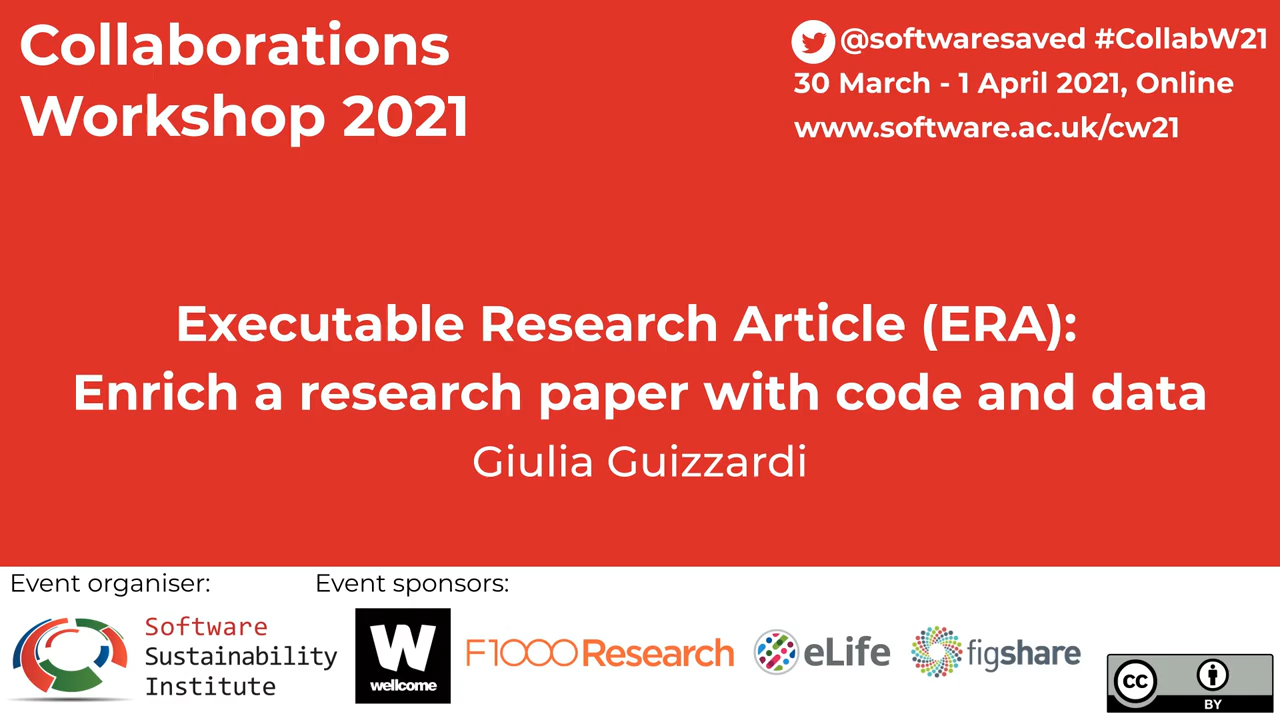 Collaborations
Workshop 2021
@softwaresaved #CollabW21
30 March - 1 April 2021, Online
www.software.ac.uk/cw21
Executable Research Article (ERA):
Enrich a research paper with code and data
Giulia Guizzardi
Event organiser:
Event sponsors:
Software
Sustainability
Institute
W
wellcome
F1000Research
eLife
figshare
CC
BY